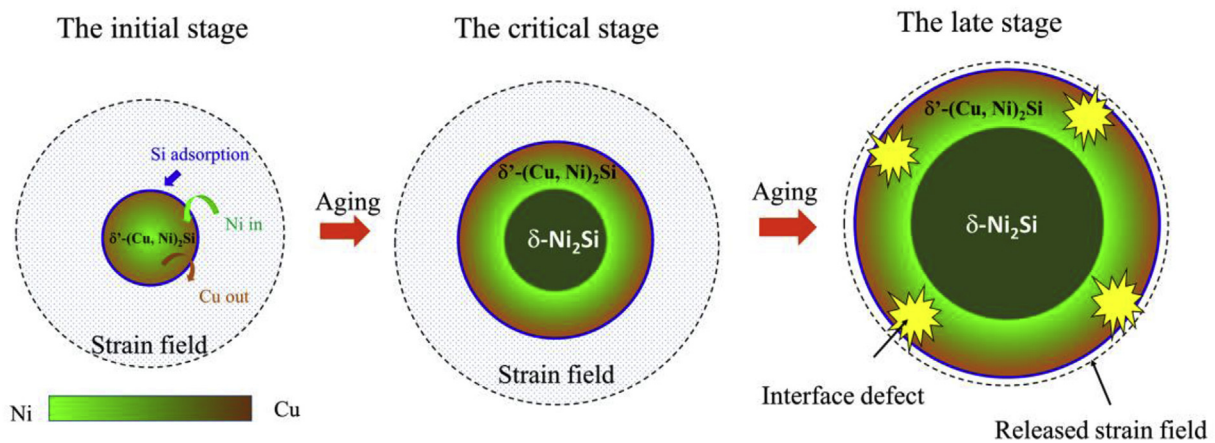 The initial stage
Si adsorption
Ni in
δ'-(Cu, Ni)₂Si
Cu out
Strain field
Ni
Cu
Aging
The critical stage
δ'-(Cu, Ni)₂Si
δ-Ni₂Si
Strain field
Aging
The late stage
δ'-(Cu, Ni)₂Si
δ-Ni₂Si
Interface defect
Released strain field